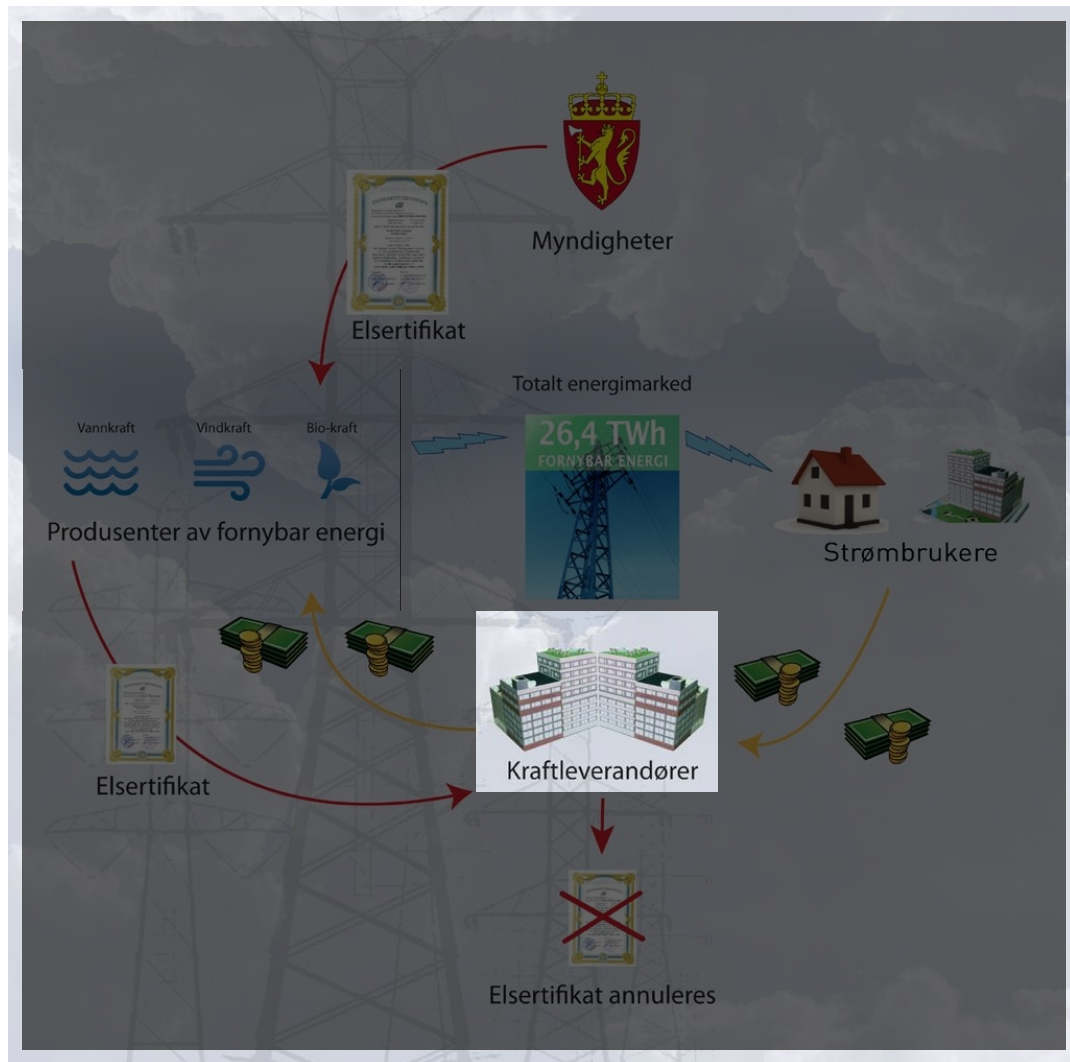 Myndigheter
Elsertifikat
Totalt energimarked
Vannkraft
Vindkraft
Bio-kraft
26,4 TWh
FORNYBAR ENERGI
Produsenter av fornybar energi
Strømbrukere
Kraftleverandører
Elsertifikat
Elsertifikat annuleres